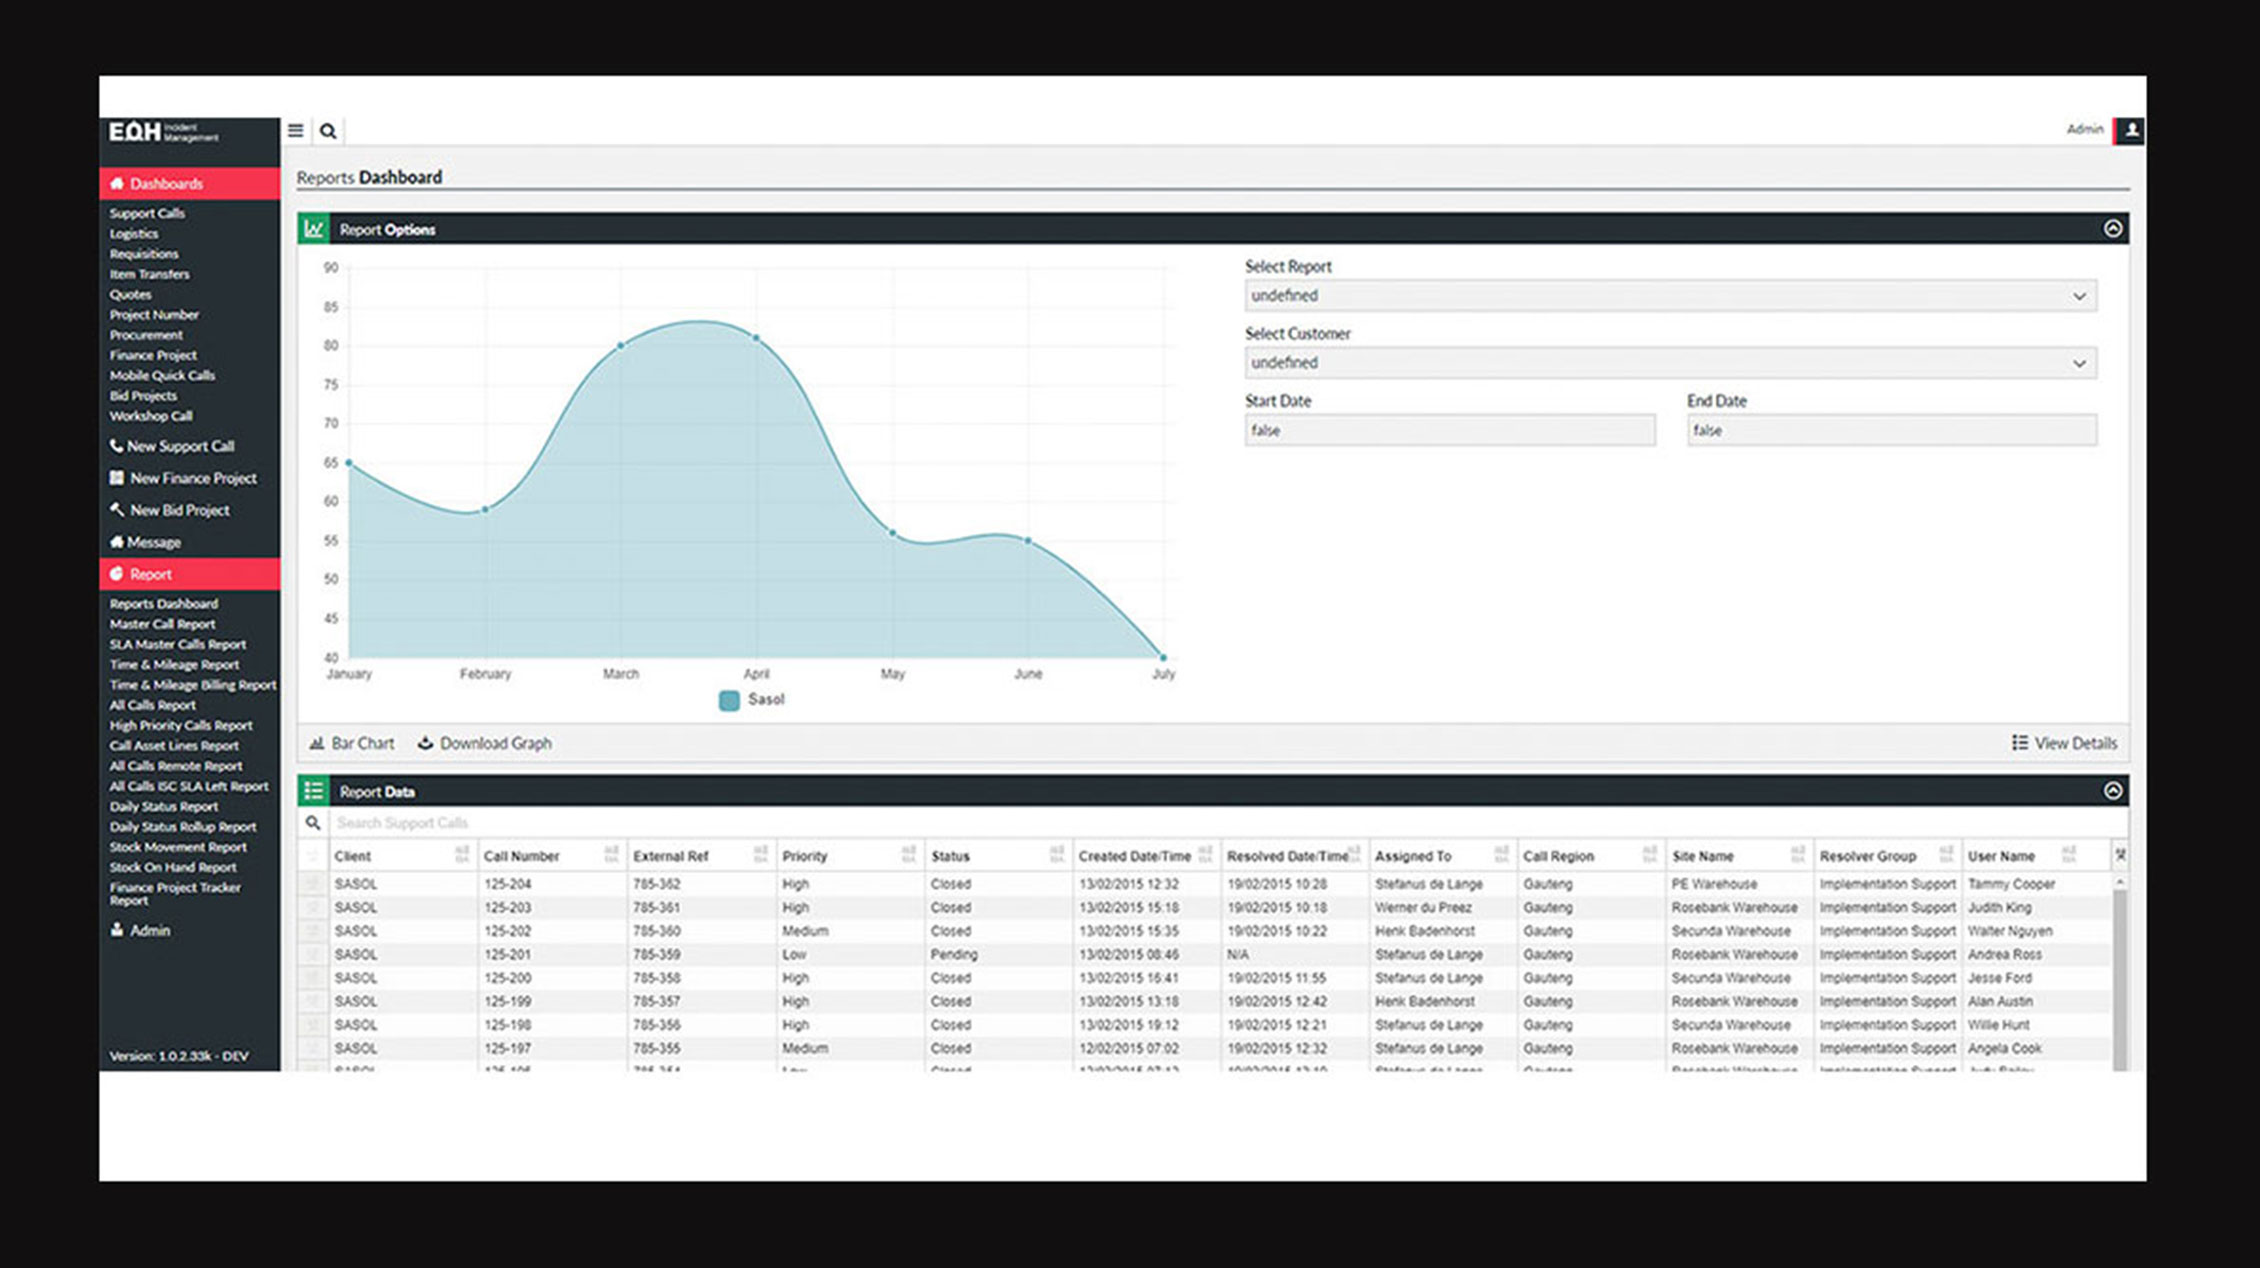 EOH Incident Management
Admin
Dashboards
Support Calls
Logistics
Requisitions
Item Transfers
Quotes
Project Number
Procurement
Finance Project
Mobile Quick Calls
Bid Projects
Workshop Call
New Support Call
New Finance Project
New Bid Project
Message
Report
Reports Dashboard
Master Call Report
SLA Master Calls Report
Time & Mileage Report
Time & Mileage Billing Report
All Calls Report
High Priority Calls Report
Call Asset Lines Report
All Calls Remote Report
All Calls ISC SLA Left Report
Daily Status Report
Daily Status Rollup Report
Stock Movement Report
Stock On Hand Report
Finance Project Tracker
Report
Admin
Version: 1.0.2.33k - DEV
Reports Dashboard
Report Options
90
85
80
75
70
65
60
55
50
45
40
January February March April May June July
Sasol
Select Report
undefined
Select Customer
undefined
Start Date End Date
false false
Bar Chart Download Graph View Details
Report Data
Search Support Calls
Client Call Number External Ref Priority Status Created Date/Time Resolved Date/Time Assigned To Call Region Site Name Resolver Group User Name
SASOL 125-204 785-362 High Closed 13/02/2015 12:32 19/02/2015 10:28 Stefanus de Lange Gauteng PE Warehouse Implementation Support Tammy Cooper
SASOL 125-203 785-361 High Closed 13/02/2015 15:18 19/02/2015 10:18 Werner du Preez Gauteng Rosebank Warehouse Implementation Support Judith King
SASOL 125-202 785-360 Medium Closed 13/02/2015 15:35 19/02/2015 10:22 Henk Badenhorst Gauteng Secunda Warehouse Implementation Support Walter Nguyen
SASOL 125-201 785-359 Low Pending 13/02/2015 08:46 N/A Stefanus de Lange Gauteng Rosebank Warehouse Implementation Support Andrea Ross
SASOL 125-200 785-358 High Closed 13/02/2015 16:41 19/02/2015 11:55 Stefanus de Lange Gauteng Secunda Warehouse Implementation Support Jesse Ford
SASOL 125-199 785-357 High Closed 13/02/2015 13:18 19/02/2015 12:42 Henk Badenhorst Gauteng Rosebank Warehouse Implementation Support Alan Austin
SASOL 125-198 785-356 High Closed 13/02/2015 19:12 19/02/2015 12:21 Stefanus de Lange Gauteng Secunda Warehouse Implementation Support Willie Hunt
SASOL 125-197 785-355 Medium Closed 12/02/2015 07:02 19/02/2015 12:32 Stefanus de Lange Gauteng Rosebank Warehouse Implementation Support Angela Cook